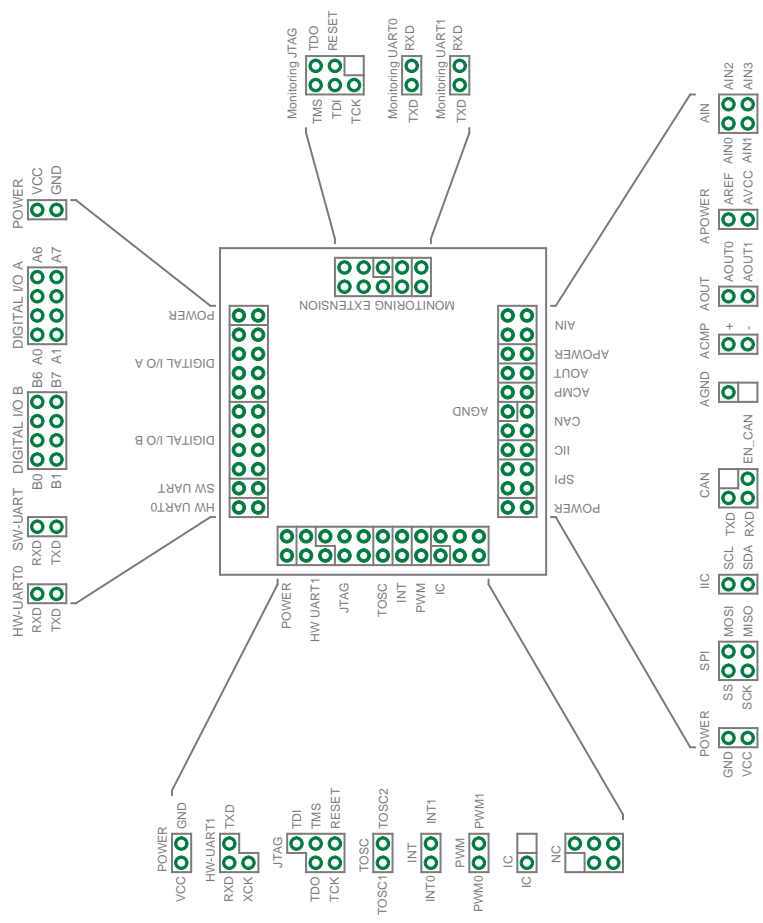 Monitoring JTAG
TDO
RESET
TMS
TDI
TCK
Monitoring UART0
RXD
TXD
Monitoring UART1
RXD
TXD
POWER
VCC
GND
DIGITAL I/O A
A6
A7
A0
A1
DIGITAL I/O B
B6
B7
B0
B1
SW-UART
RXD
TXD
HW-UART0
RXD
TXD
MONITORING EXTENSION
POWER
DIGITAL I/O A
DIGITAL I/O B
SW UART
HW UART0
AIN
APOWER
AOUT
ACMP
AGND
CAN
IIC
SPI
POWER
POWER
HW UART1
JTAG
TOSC
INT
PWM
IC
AIN
AIN2
AIN3
AIN0
AIN1
APOWER
AREF
AVCC
AOUT
AOUT0
AOUT1
ACMP
+
-
AGND
CAN
EN_CAN
TXD
RXD
IIC
SCL
SDA
SPI
MOSI
MISO
SS
SCK
POWER
GND
VCC
POWER
GND
VCC
HW-UART1
TXD
RXD
XCK
JTAG
TDI
TMS
RESET
TDO
TCK
TOSC
TOSC2
TOSC1
INT
INT1
INT0
PWM
PWM1
PWM0
IC
IC
NC